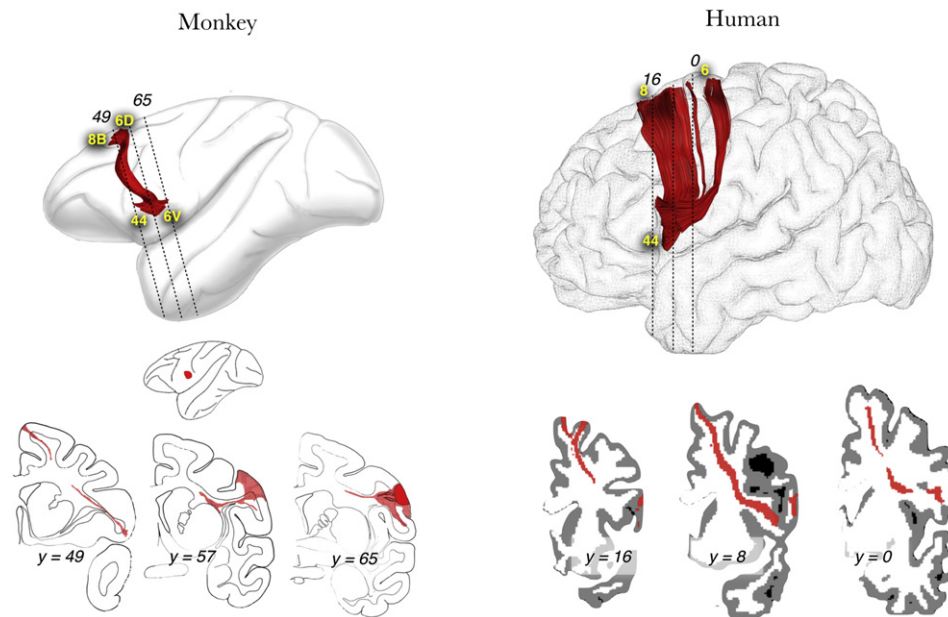 Monkey
Human
65
49
6D
8B
44
6V
0
16
6
8
44
y = 49
y = 57
y = 65
y = 16
y = 8
y = 0